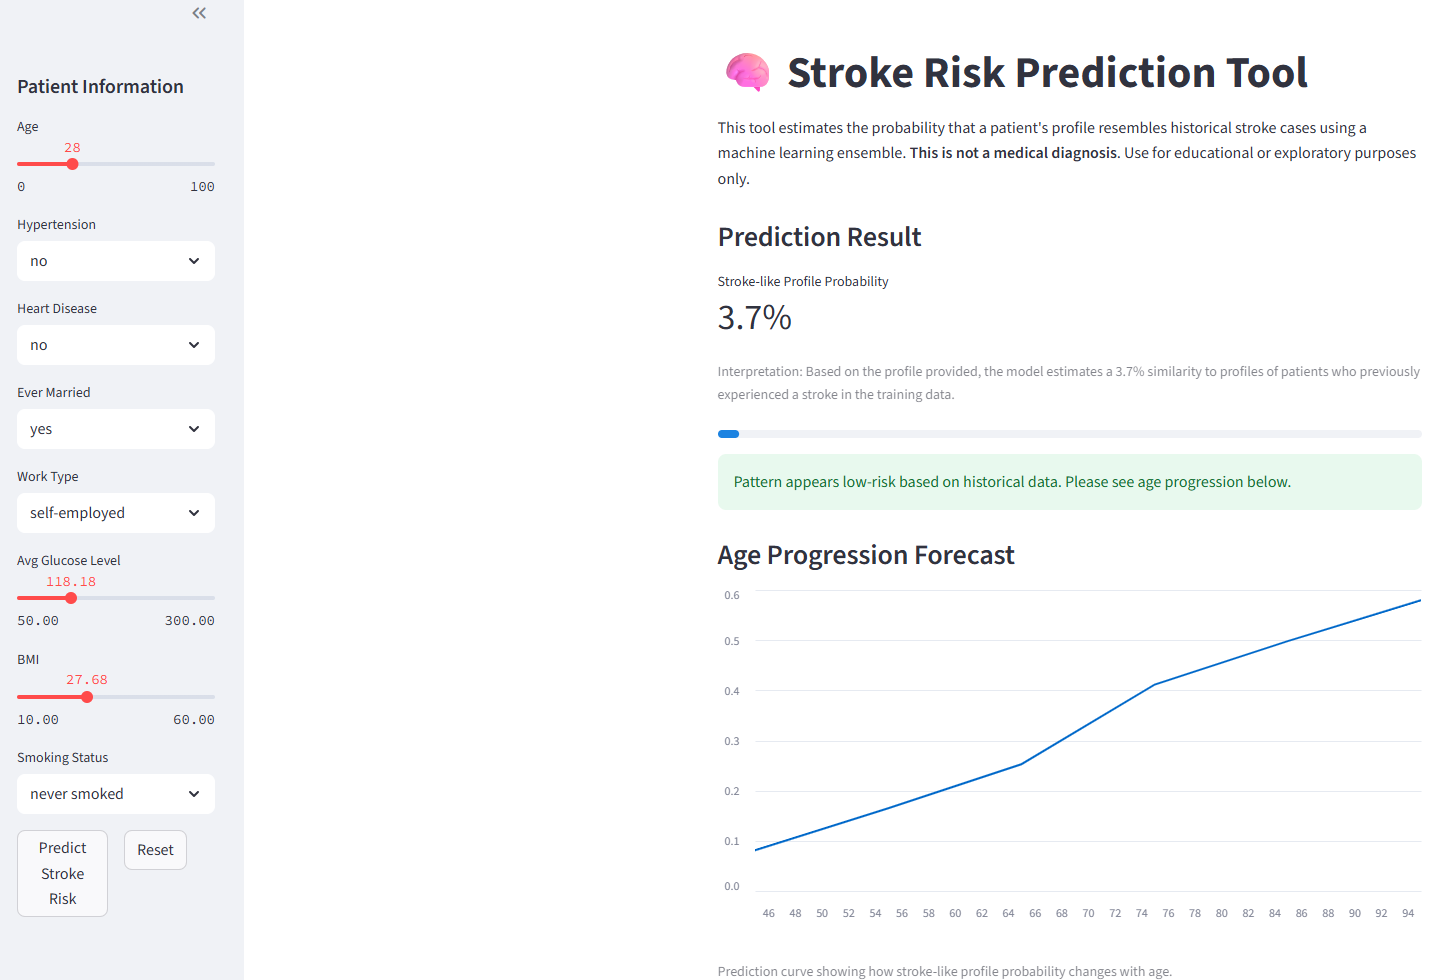 Patient Information
Age
28
0 100
Hypertension
no
Heart Disease
no
Ever Married
yes
Work Type
self-employed
Avg Glucose Level
118.18
50.00 300.00
BMI
27.68
10.00 60.00
Smoking Status
never smoked
Predict
Stroke
Risk
Reset
Stroke Risk Prediction Tool
This tool estimates the probability that a patient's profile resembles historical stroke cases using a
machine learning ensemble. This is not a medical diagnosis. Use for educational or exploratory purposes
only.
Prediction Result
Stroke-like Profile Probability
3.7%
Interpretation: Based on the profile provided, the model estimates a 3.7% similarity to profiles of patients who previously
experienced a stroke in the training data.
Pattern appears low-risk based on historical data. Please see age progression below.
Age Progression Forecast
0.6
0.5
0.4
0.3
0.2
0.1
0.0
46 48 50 52 54 56 58 60 62 64 66 68 70 72 74 76 78 80 82 84 86 88 90 92 94
Prediction curve showing how stroke-like profile probability changes with age.